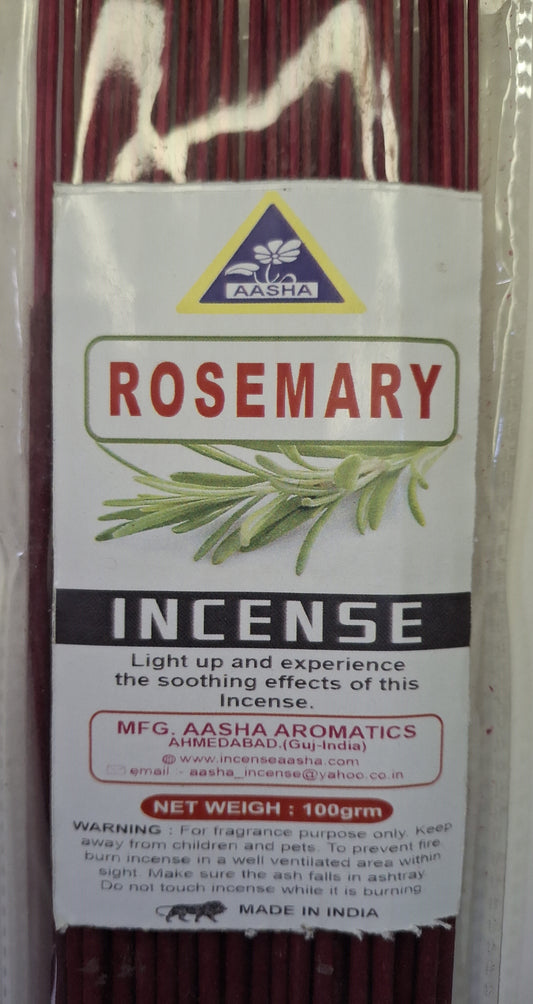 AASHA
ROSEMARY
INCENSE
Light up and experience
the soothing effects of this
Incense.
MFG. AASHA AROMATICS
AHMEDABAD.(Guj-India)
www.incenseaasha.com
email :- aasha_incense@yahoo.co.in
NET WEIGH : 100grm
WARNING : For fragrance purpose only. Keep
away from children and pets. To prevent fire
burn incense in a well ventilated area within
sight. Make sure the ash falls in ashtray
Do not touch incense while it is burning
MADE IN INDIA